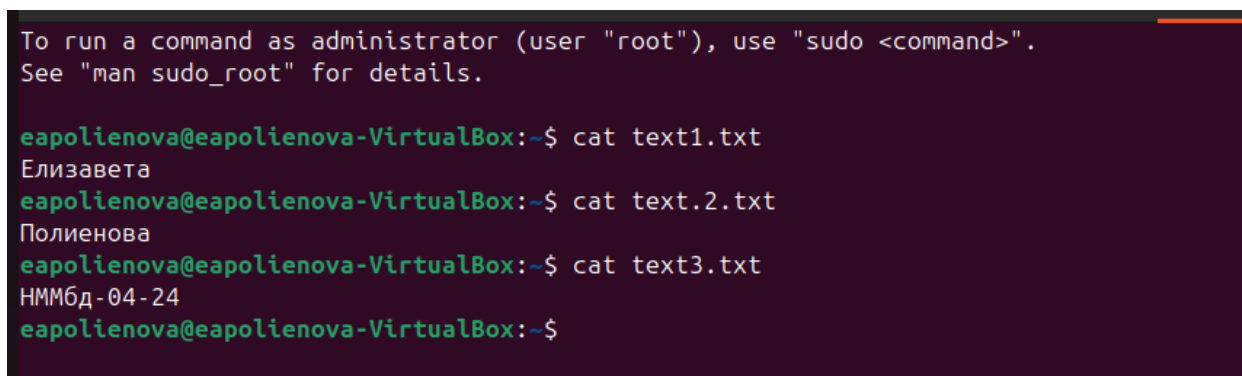 To run a command as administrator (user "root"), use "sudo <command>".
See "man sudo_root" for details.
eapolienova@eapolienova-VirtualBox:~$ cat text1.txt
Елизавета
eapolienova@eapolienova-VirtualBox:~$ cat text.2.txt
Полиенова
eapolienova@eapolienova-VirtualBox:~$ cat text3.txt
НММбд-04-24
eapolienova@eapolienova-VirtualBox:~$